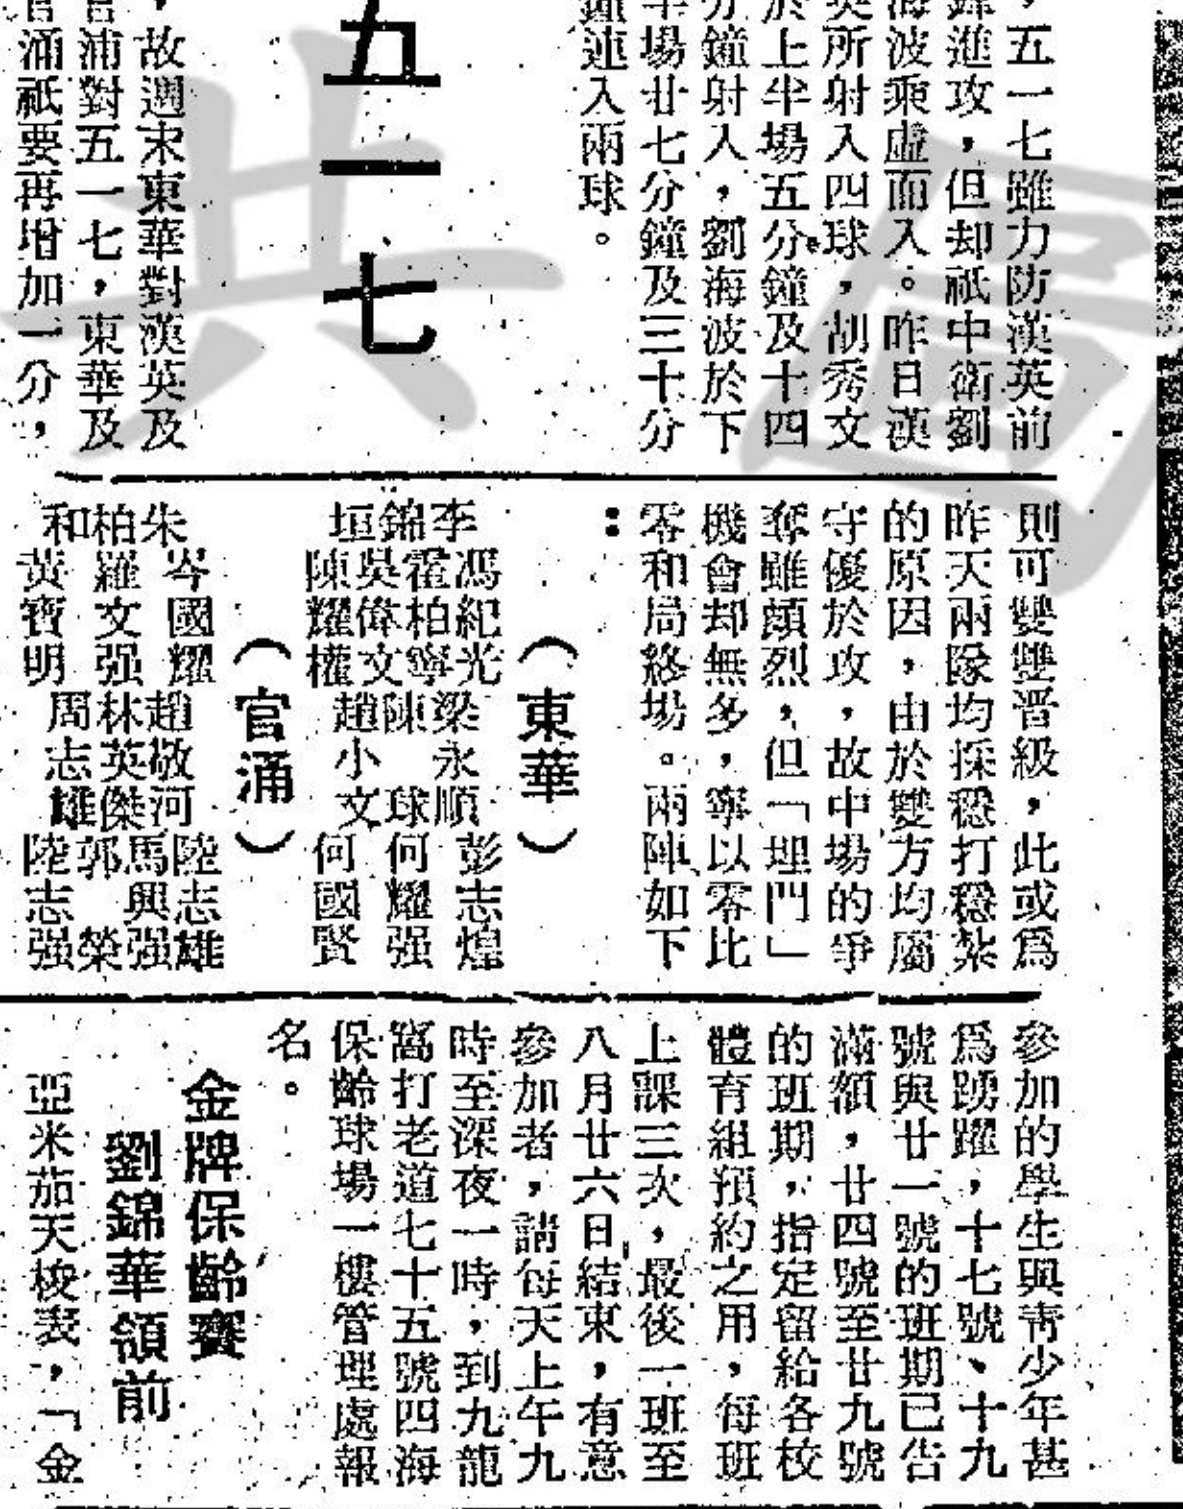 ，五一七雖力防漢英前
鋒進攻，但却祇中衛劉
海波乘虛而入。昨日漢
英所射入四球，胡秀文
於上半場五分鐘及十四
分鐘射入，劉海波於下
半場廿七分鐘及三十分
鐘連入兩球。
五一七
，故週末東華對漢英及
官浦對五一七，東華及
官涌祇要再增加一分，
則可雙雙晋級，此或爲
昨天兩隊均採穩打穩紮
的原因，由於雙方均屬
守優於攻，故中場的爭
奪雖頗烈，但「埋門」
機會却無多，寧以零比
零和局終場。兩陣如下
：
（東華）
李 馮紀光 梁永順 彭志煌
錦 霍柏寧 陳球 何耀强
垣 吳偉文 趙小文 何國賢
陳耀權
（官涌）
朱 岑國耀 趙敬河 陸志雄
柏 羅文强 林英傑 馬興强
和 黃寶明 周志雄 郭榮
陸志强
參加的學生與靑少年甚
爲踴躍，十七號、十九
號與廿一號的班期已告
滿額，廿四號至廿九號
的班期，指定留給各校
體育組預約之用，每班
上課三次，最後一班至
八月廿六日結束，有意
參加者，請每天上午九
時至深夜一時，到九龍
窩打老道七十五號四海
保齡球場一樓管理處報
名。
金牌保齡賽
劉錦華領前
亞米茄天梭表，「金